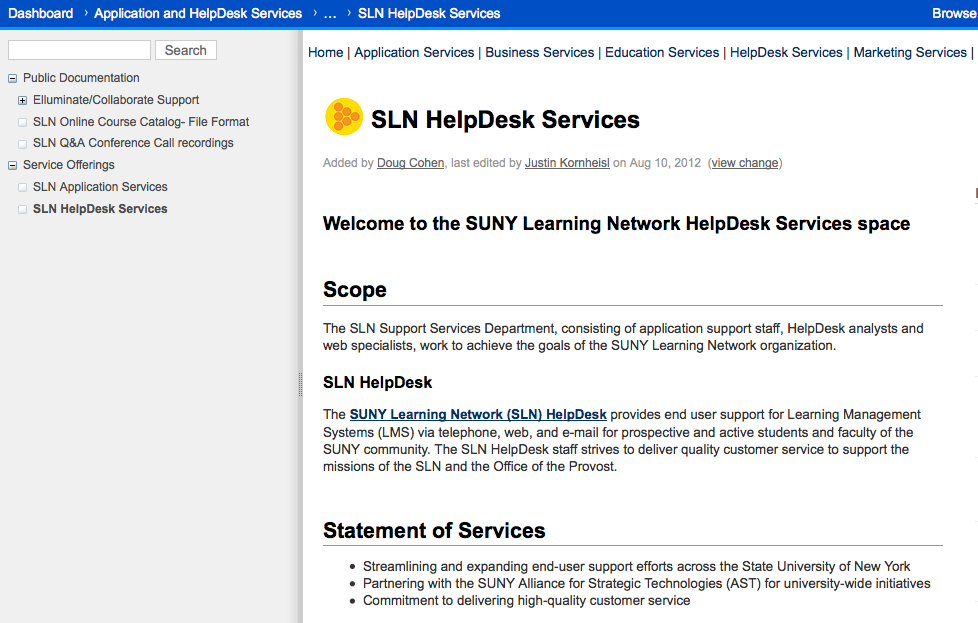 Dashboard › Application and HelpDesk Services › ... › SLN HelpDesk Services Browse
Search
Public Documentation
Elluminate/Collaborate Support
SLN Online Course Catalog- File Format
SLN Q&A Conference Call recordings
Service Offerings
SLN Application Services
SLN HelpDesk Services
Home | Application Services | Business Services | Education Services | HelpDesk Services | Marketing Services |
SLN HelpDesk Services
Added by Doug Cohen, last edited by Justin Kornheisl on Aug 10, 2012 (view change)
Welcome to the SUNY Learning Network HelpDesk Services space
Scope
The SLN Support Services Department, consisting of application support staff, HelpDesk analysts and
web specialists, work to achieve the goals of the SUNY Learning Network organization.
SLN HelpDesk
The SUNY Learning Network (SLN) HelpDesk provides end user support for Learning Management
Systems (LMS) via telephone, web, and e-mail for prospective and active students and faculty of the
SUNY community. The SLN HelpDesk staff strives to deliver quality customer service to support the
missions of the SLN and the Office of the Provost.
Statement of Services
• Streamlining and expanding end-user support efforts across the State University of New York
• Partnering with the SUNY Alliance for Strategic Technologies (AST) for university-wide initiatives
• Commitment to delivering high-quality customer service